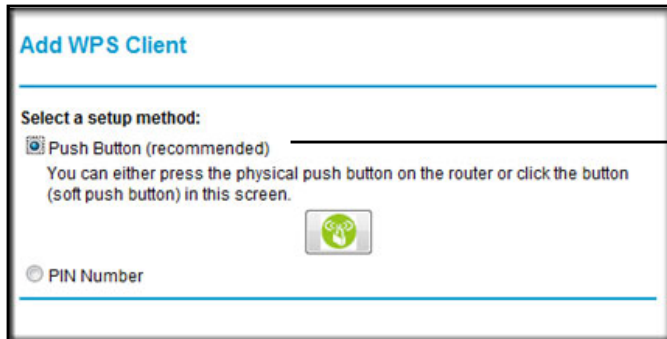 Add WPS Client
Select a setup method:
Push Button (recommended)
You can either press the physical push button on the router or click the button
(soft push button) in this screen.
PIN Number